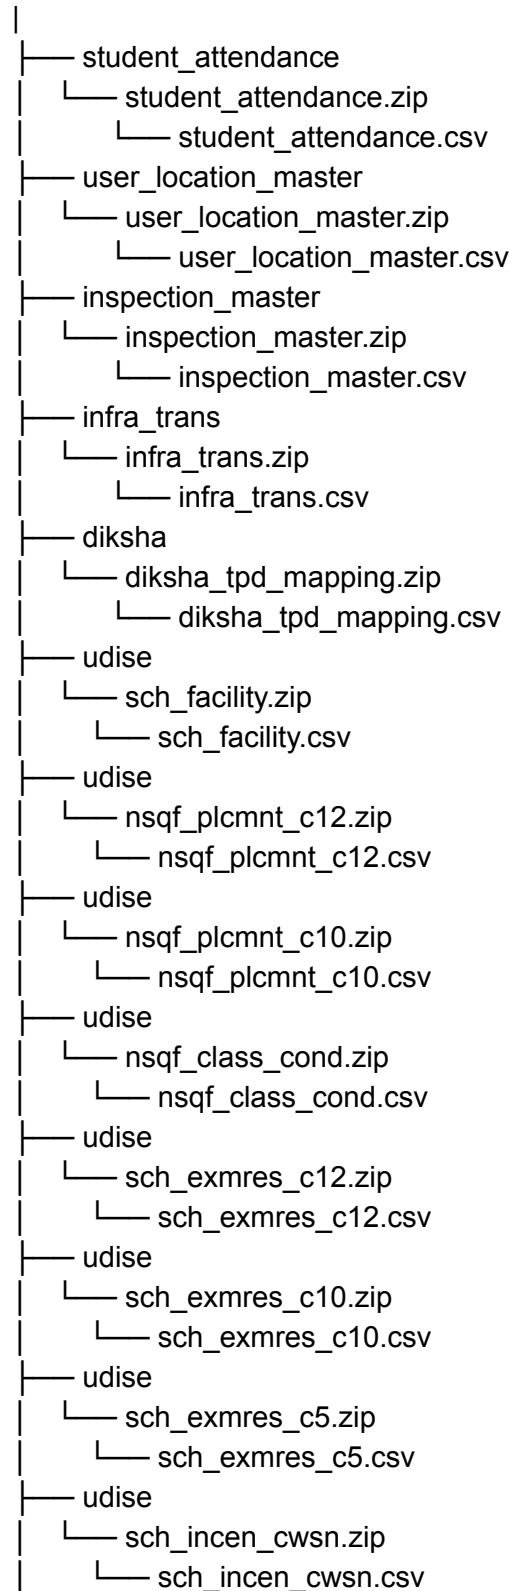 student_attendance
student_attendance.zip
student_attendance.csv
user_location_master
user_location_master.zip
user_location_master.csv
inspection_master
inspection_master.zip
inspection_master.csv
infra_trans
infra_trans.zip
infra_trans.csv
diksha
diksha_tpd_mapping.zip
diksha_tpd_mapping.csv
udise
sch_facility.zip
sch_facility.csv
udise
nsqf_plcmnt_c12.zip
nsqf_plcmnt_c12.csv
udise
nsqf_plcmnt_c10.zip
nsqf_plcmnt_c10.csv
udise
nsqf_class_cond.zip
nsqf_class_cond.csv
udise
sch_exmres_c12.zip
sch_exmres_c12.csv
udise
sch_exmres_c10.zip
sch_exmres_c10.csv
udise
sch_exmres_c5.zip
sch_exmres_c5.csv
udise
sch_incen_cwsn.zip
sch_incen_cwsn.csv